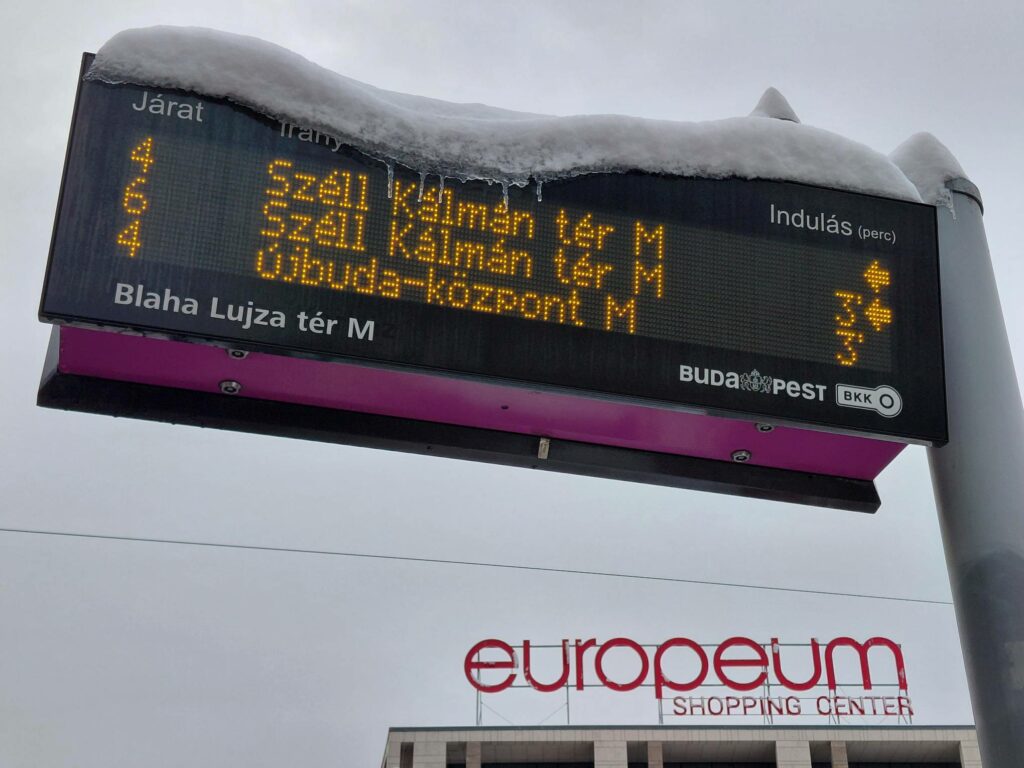 Járat Irány Indulás (perc)
4 Széll Kálmán tér M
6 Széll Kálmán tér M 3
4 Újbuda-központ M 3
Blaha Lujza tér M
BUDAPEST BKK
europeum
SHOPPING CENTER